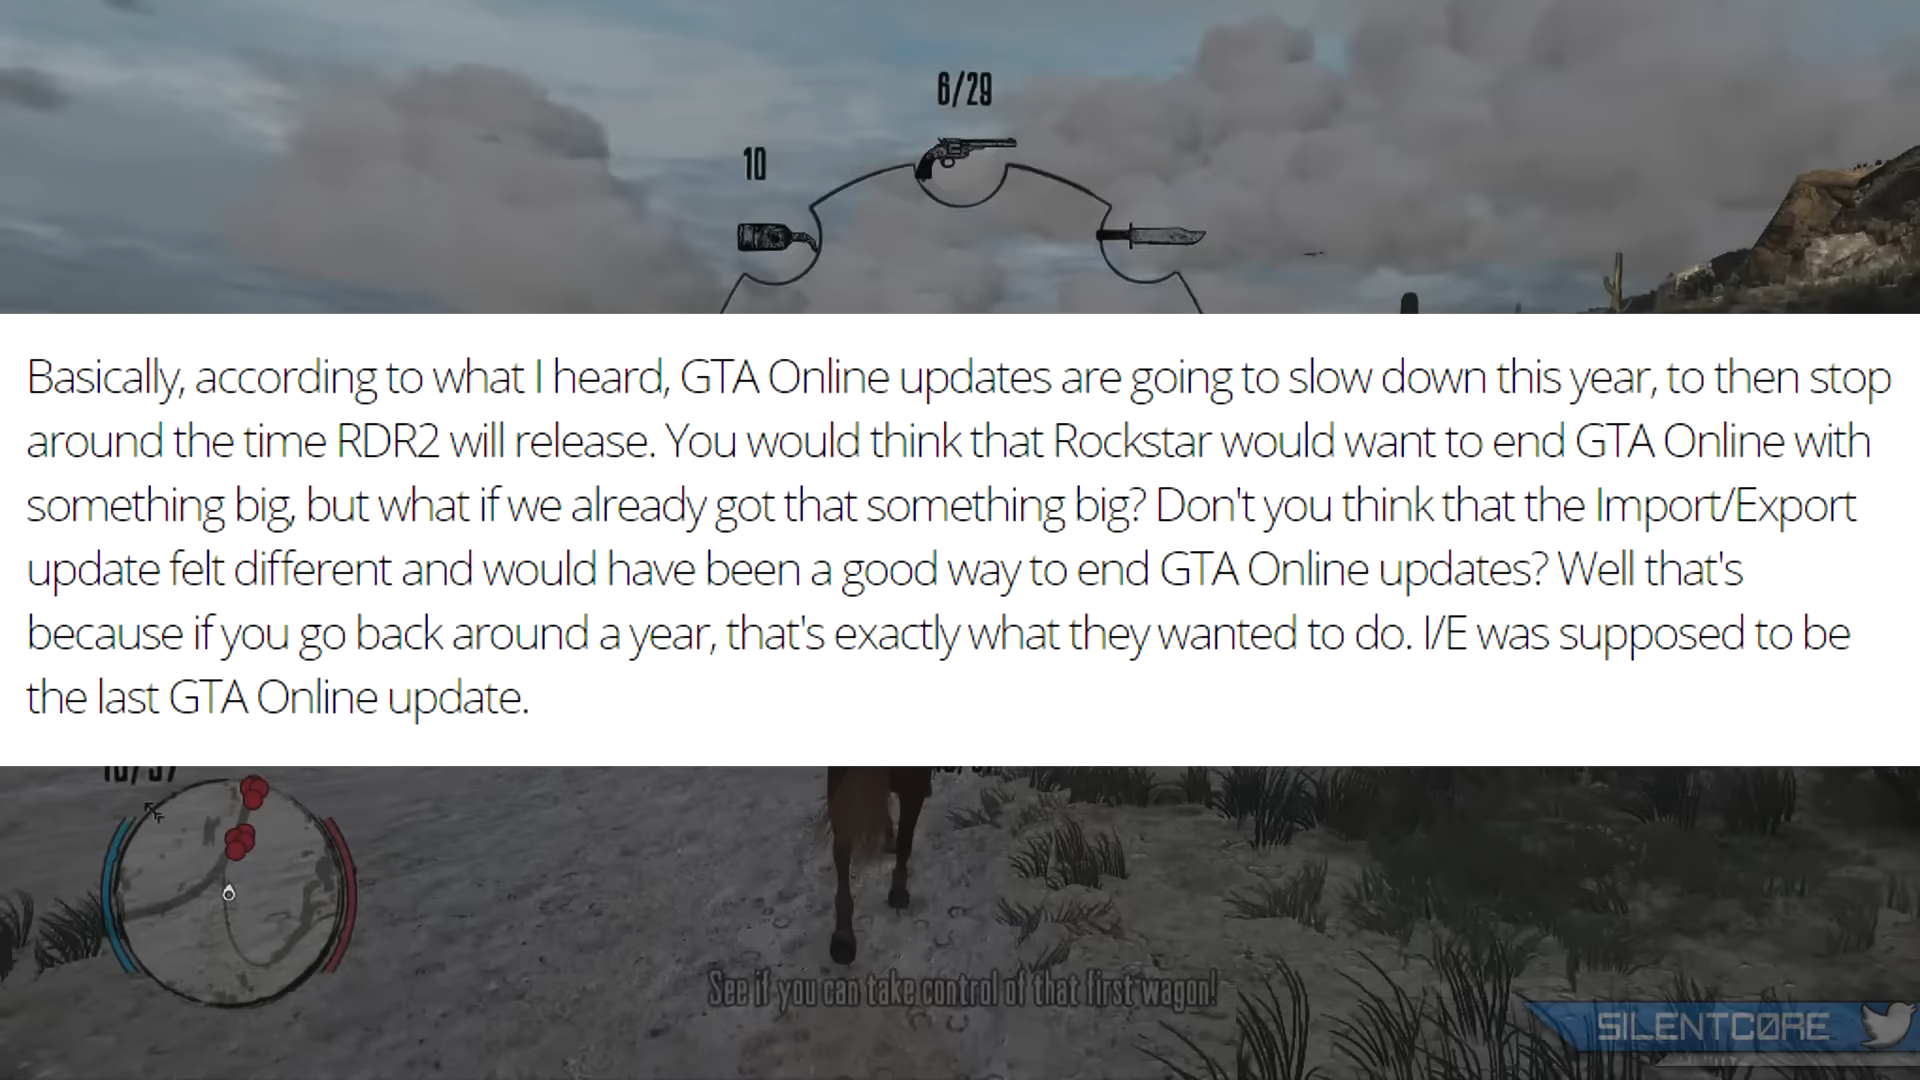 6/29
10
Basically, according to what I heard, GTA Online updates are going to slow down this year, to then stop
around the time RDR2 will release. You would think that Rockstar would want to end GTA Online with
something big, but what if we already got that something big? Don't you think that the Import/Export
update felt different and would have been a good way to end GTA Online updates? Well that's
because if you go back around a year, that's exactly what they wanted to do. I/E was supposed to be
the last GTA Online update.
See if you can take control of that first wagon!
SILENTCØRE